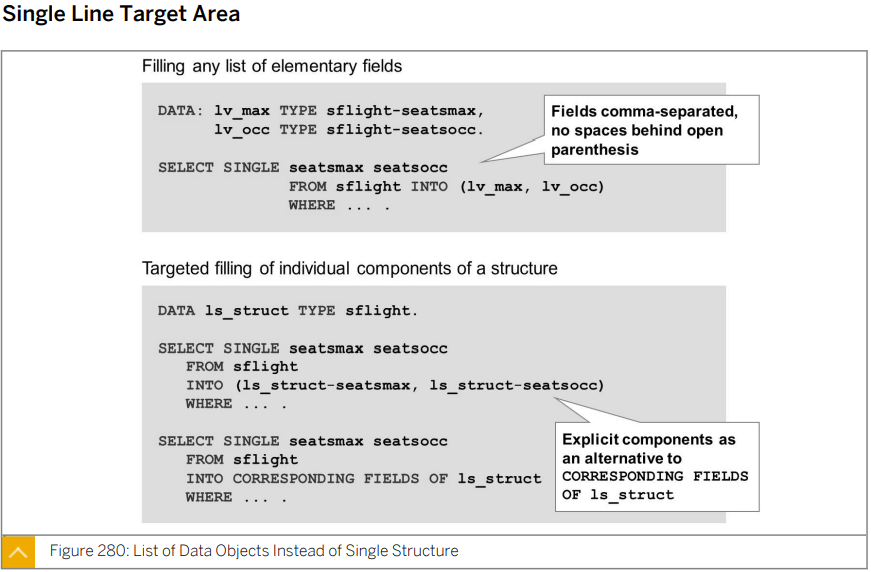 Single Line Target Area
Filling any list of elementary fields
DATA: lv_max TYPE sflight-seatsmax,
lv_occ TYPE sflight-seatsocc.
Fields comma-separated,
no spaces behind open
parenthesis
SELECT SINGLE seatsmax seatsocc
FROM sflight INTO (lv_max, lv_occ)
WHERE ... .
Targeted filling of individual components of a structure
DATA ls_struct TYPE sflight.
SELECT SINGLE seatsmax seatsocc
FROM sflight
INTO (ls_struct-seatsmax, ls_struct-seatsocc)
WHERE ... .
SELECT SINGLE seatsmax seatsocc
FROM sflight
INTO CORRESPONDING FIELDS OF ls_struct
WHERE ... .
Explicit components as
an alternative to
CORRESPONDING FIELDS
OF ls_struct
Figure 280: List of Data Objects Instead of Single Structure